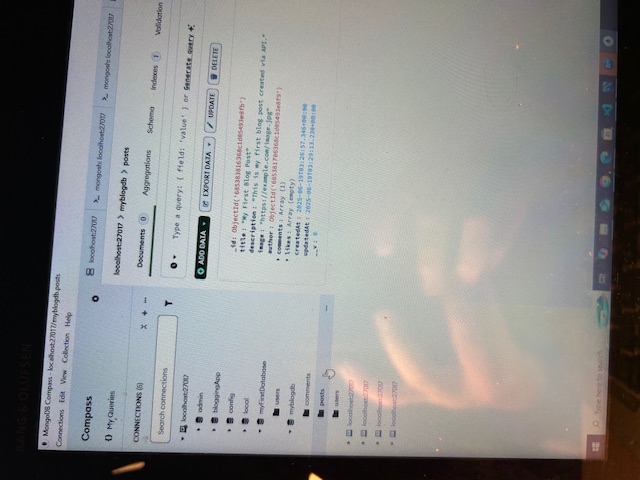 BANG & OLUFSEN
MongoDB Compass - localhost:27017/myblogdb.posts
Connections Edit View Collection Help
Compass
{} My Queries
CONNECTIONS (5)
Search connections
localhost:27017
admin
bloggingApp
config
local
myFirstDatabase
users
myblogdb
comments
posts
users
localhost:27017
localhost:27017
localhost:27017
localhost:27017
localhost:27017
mongosh: localhost:27017
mongosh: localhost:27017
localhost:27017 > myblogdb > posts
Documents 0
Aggregations
Schema
Indexes 1
Validation
Type a query: { field: 'value' } or Generate query
ADD DATA
EXPORT DATA
UPDATE
DELETE
_id: ObjectId('685383816368c1d05493e8fb')
title: "My First Blog Post"
description: "This is my first blog post created via API."
image: "https://example.com/image.jpg"
author: ObjectId('685381706368c1d05493e8f9')
comments: Array (1)
likes: Array (empty)
createdAt: 2025-06-19T03:26:57.346+00:00
updatedAt: 2025-06-19T03:29:13.230+00:00
__v: 0
Type here to search